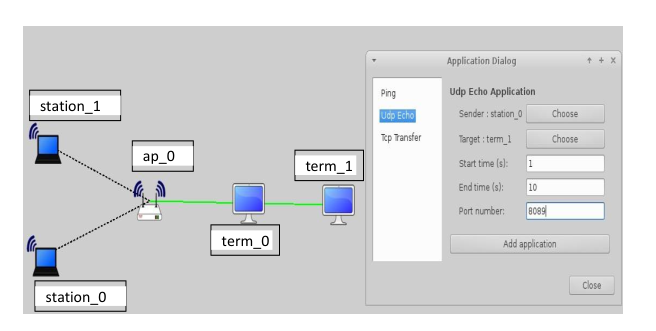 station_1
ap_0
term_1
term_0
station_0
Application Dialog
Ping
Udp Echo
Tcp Transfer
Udp Echo Application
Sender : station_0 Choose
Target : term_1 Choose
Start time (s): 1
End time (s): 10
Port number: 8089
Add application
Close